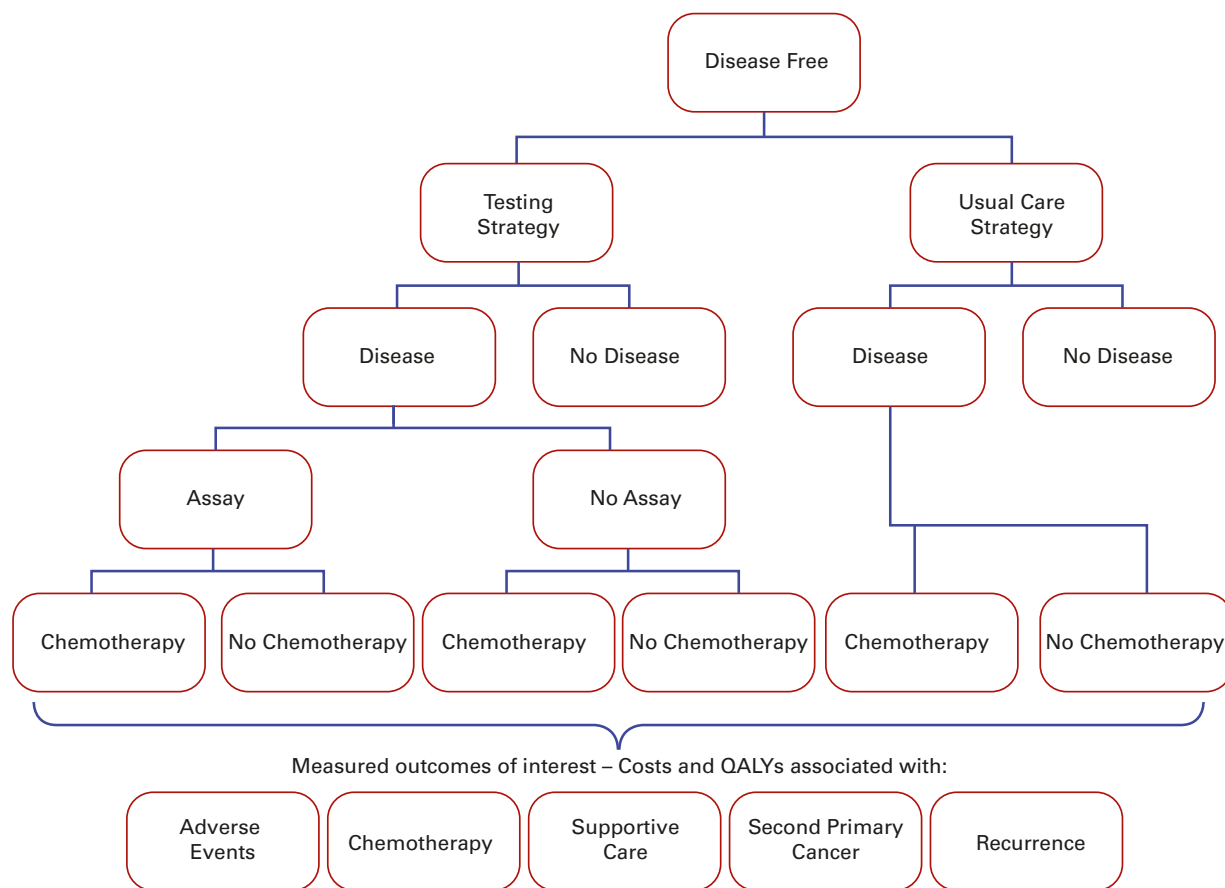 Disease Free
Testing
Strategy
Usual Care
Strategy
Disease
No Disease
Disease
No Disease
Assay
No Assay
Chemotherapy
No Chemotherapy
Chemotherapy
No Chemotherapy
Chemotherapy
No Chemotherapy
Measured outcomes of interest – Costs and QALYs associated with:
Adverse
Events
Chemotherapy
Supportive
Care
Second Primary
Cancer
Recurrence